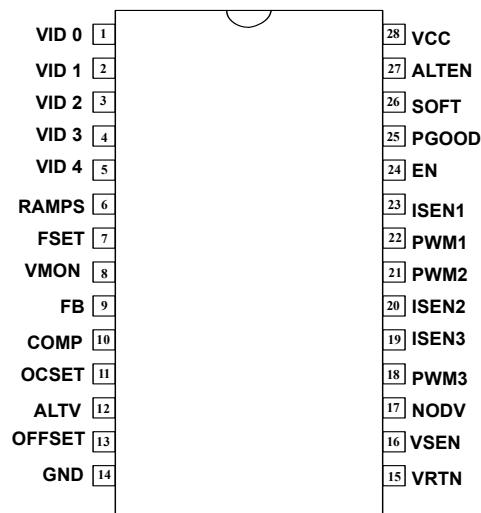 VID 0 1 28 VCC
VID 1 2 27 ALTEN
VID 2 3 26 SOFT
VID 3 4 25 PGOOD
VID 4 5 24 EN
RAMPS 6 23 ISEN1
FSET 7 22 PWM1
VMON 8 21 PWM2
FB 9 20 ISEN2
COMP 10 19 ISEN3
OCSET 11 18 PWM3
ALTV 12 17 NODV
OFFSET 13 16 VSEN
GND 14 15 VRTN